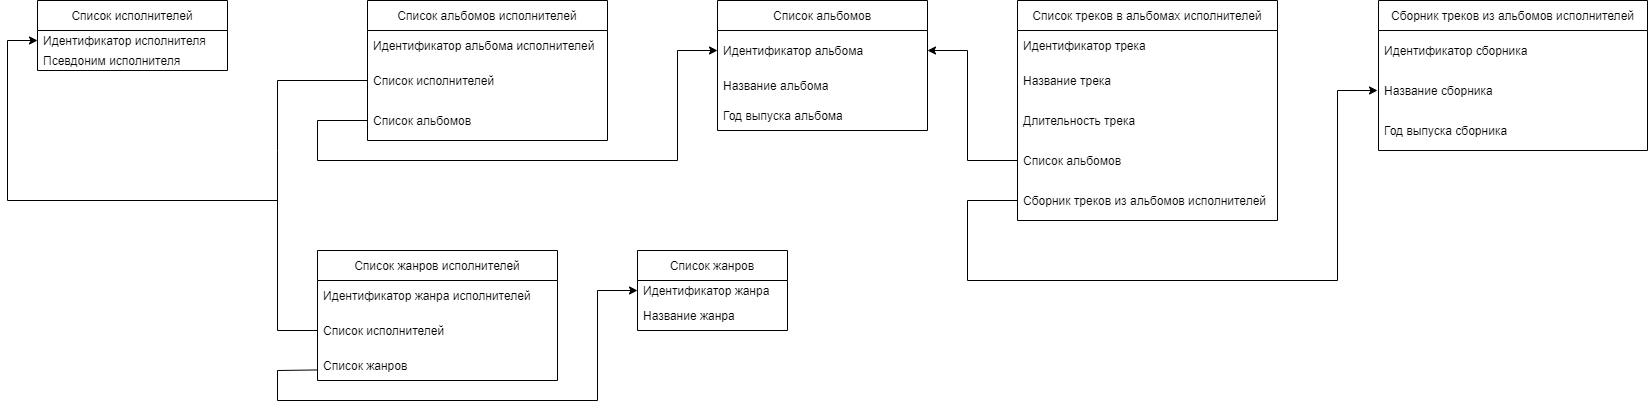 Список исполнителей
Идентификатор исполнителя
Псевдоним исполнителя
Список альбомов исполнителей
Идентификатор альбома исполнителей
Список исполнителей
Список альбомов
Список альбомов
Идентификатор альбома
Название альбома
Год выпуска альбома
Список треков в альбомах исполнителей
Идентификатор трека
Название трека
Длительность трека
Список альбомов
Сборник треков из альбомов исполнителей
Сборник треков из альбомов исполнителей
Идентификатор сборника
Название сборника
Год выпуска сборника
Список жанров исполнителей
Идентификатор жанра исполнителей
Список исполнителей
Список жанров
Список жанров
Идентификатор жанра
Название жанра